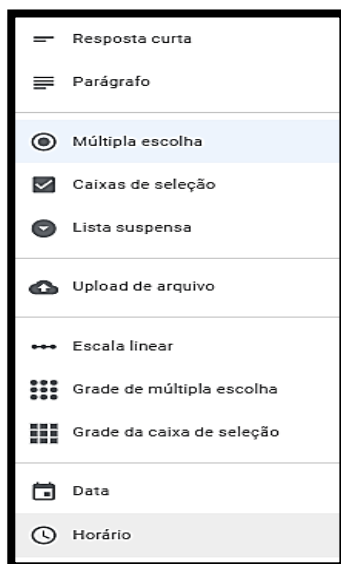 Resposta curta
Parágrafo
Múltipla escolha
Caixas de seleção
Lista suspensa
Upload de arquivo
Escala linear
Grade de múltipla escolha
Grade da caixa de seleção
Data
Horário